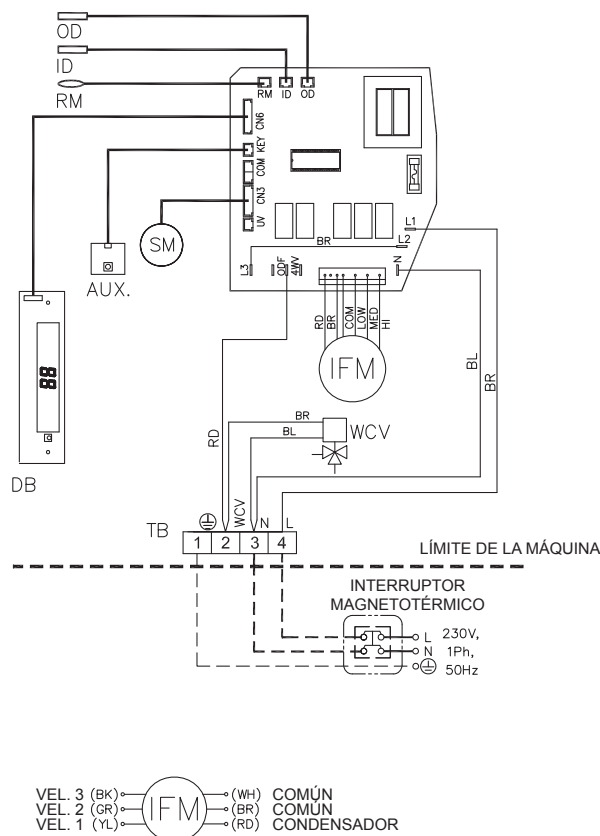 OD
ID
RM
RM ID OD
CN6
KEY
COM
CN3
UV
SM
AUX.
88
DB
L1
BR
L2
L3
ODF
4WV
N
RD
BR
COM
LOW
MED
HI
IFM
BL
BR
RD
BR
BL
WCV
WCV
N
L
TB
1 2 3 4
LÍMITE DE LA MÁQUINA
INTERRUPTOR
MAGNETOTÉRMICO
L 230V,
N 1Ph,
50Hz
VEL. 3 (BK) (WH) COMÚN
VEL. 2 (GR) IFM (BR) COMÚN
VEL. 1 (YL) (RD) CONDENSADOR